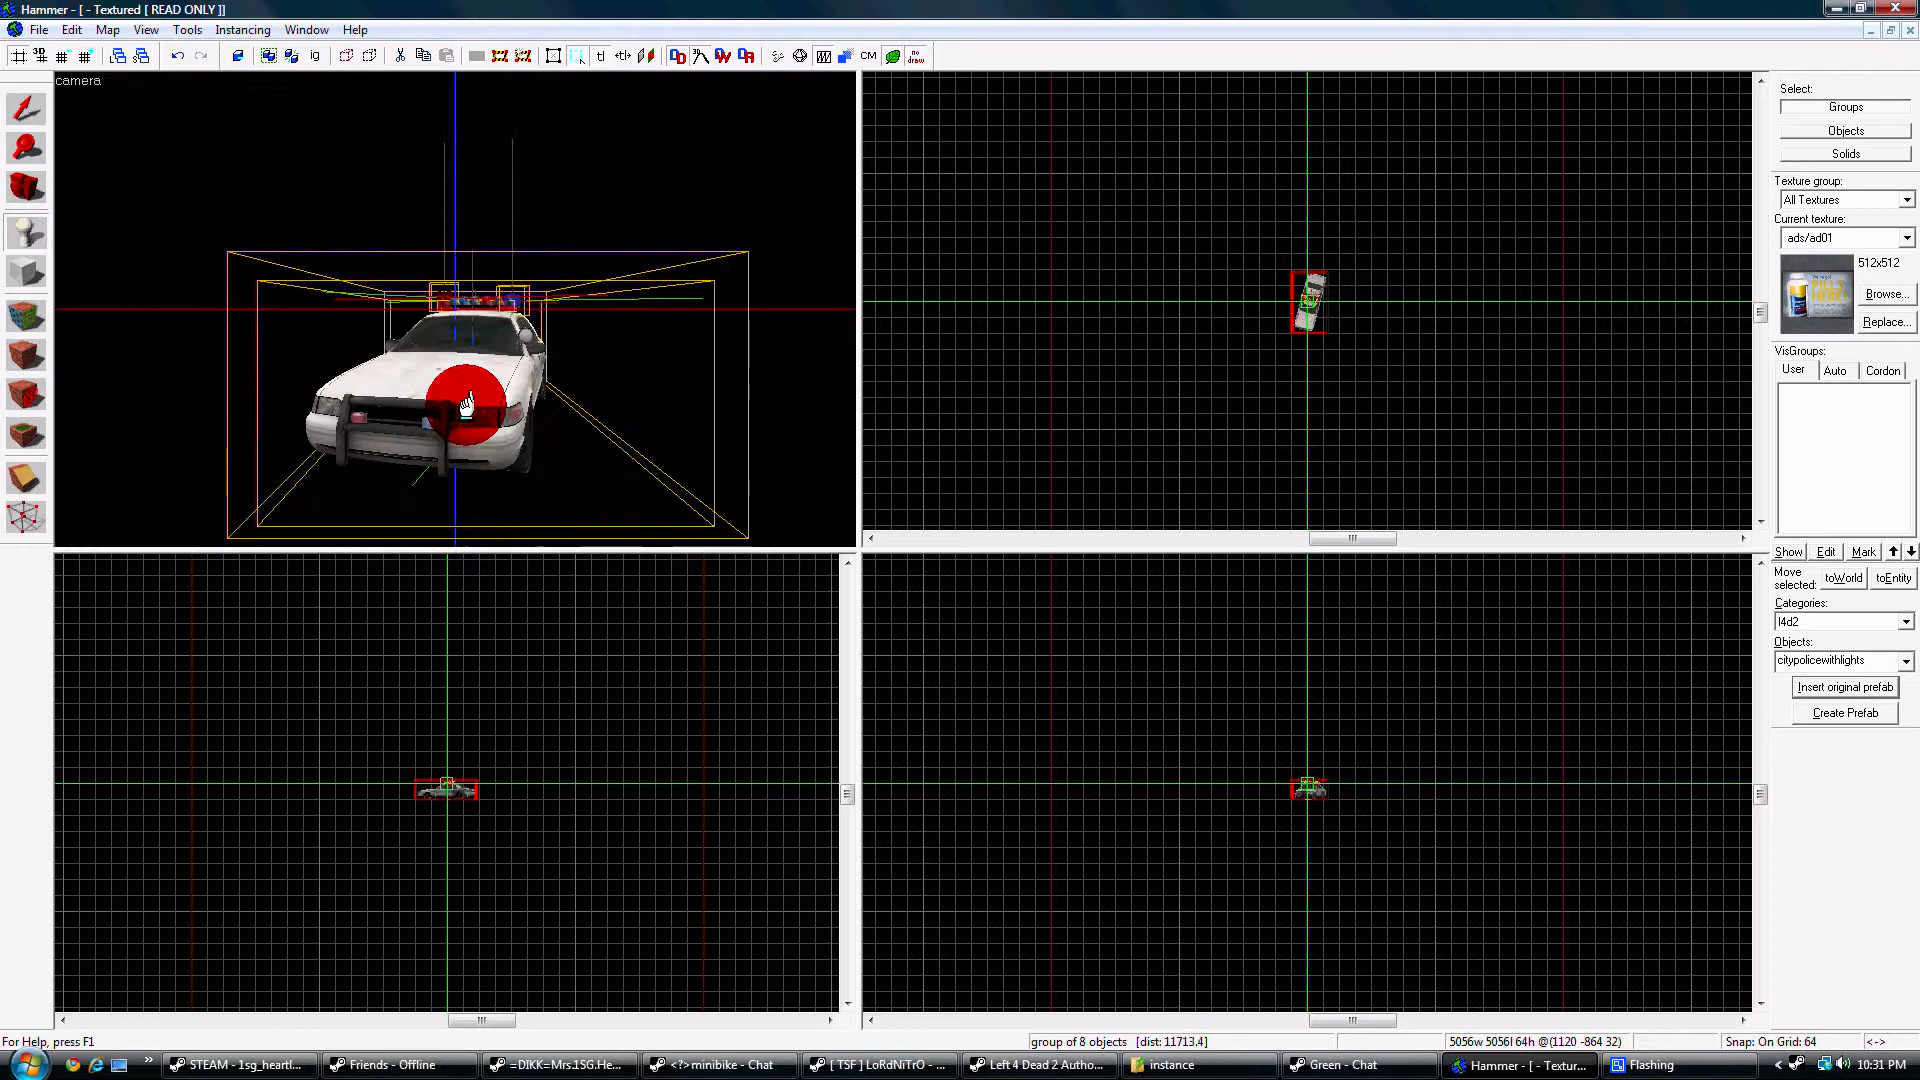 Hammer - [ - Textured [ READ ONLY ]]
File Edit Map View Tools Instancing Window Help
3D
ig
tl
CM
no draw
camera
Select:
Groups
Objects
Solids
Texture group:
All Textures
Current texture:
ads/ad01
512x512
Browse...
Replace...
VisGroups:
User Auto Cordon
Show Edit Mark
Move selected: toWorld toEntity
Categories:
l4d2
Objects:
citypolicewithlights
Insert original prefab
Create Prefab
For Help, press F1
group of 8 objects [dist: 11713.4]
5056w 5056l 64h @(1120 -864 32)
Snap: On Grid: 64
<->
STEAM - 1sg_heartl...
Friends - Offline
=DIKK=Mrs.1SG.He...
<?>minibike - Chat
[ TSF ] LoRdNiTrO - ...
Left 4 Dead 2 Autho...
instance
Green - Chat
Hammer - [ - Textur...
Flashing
10:31 PM